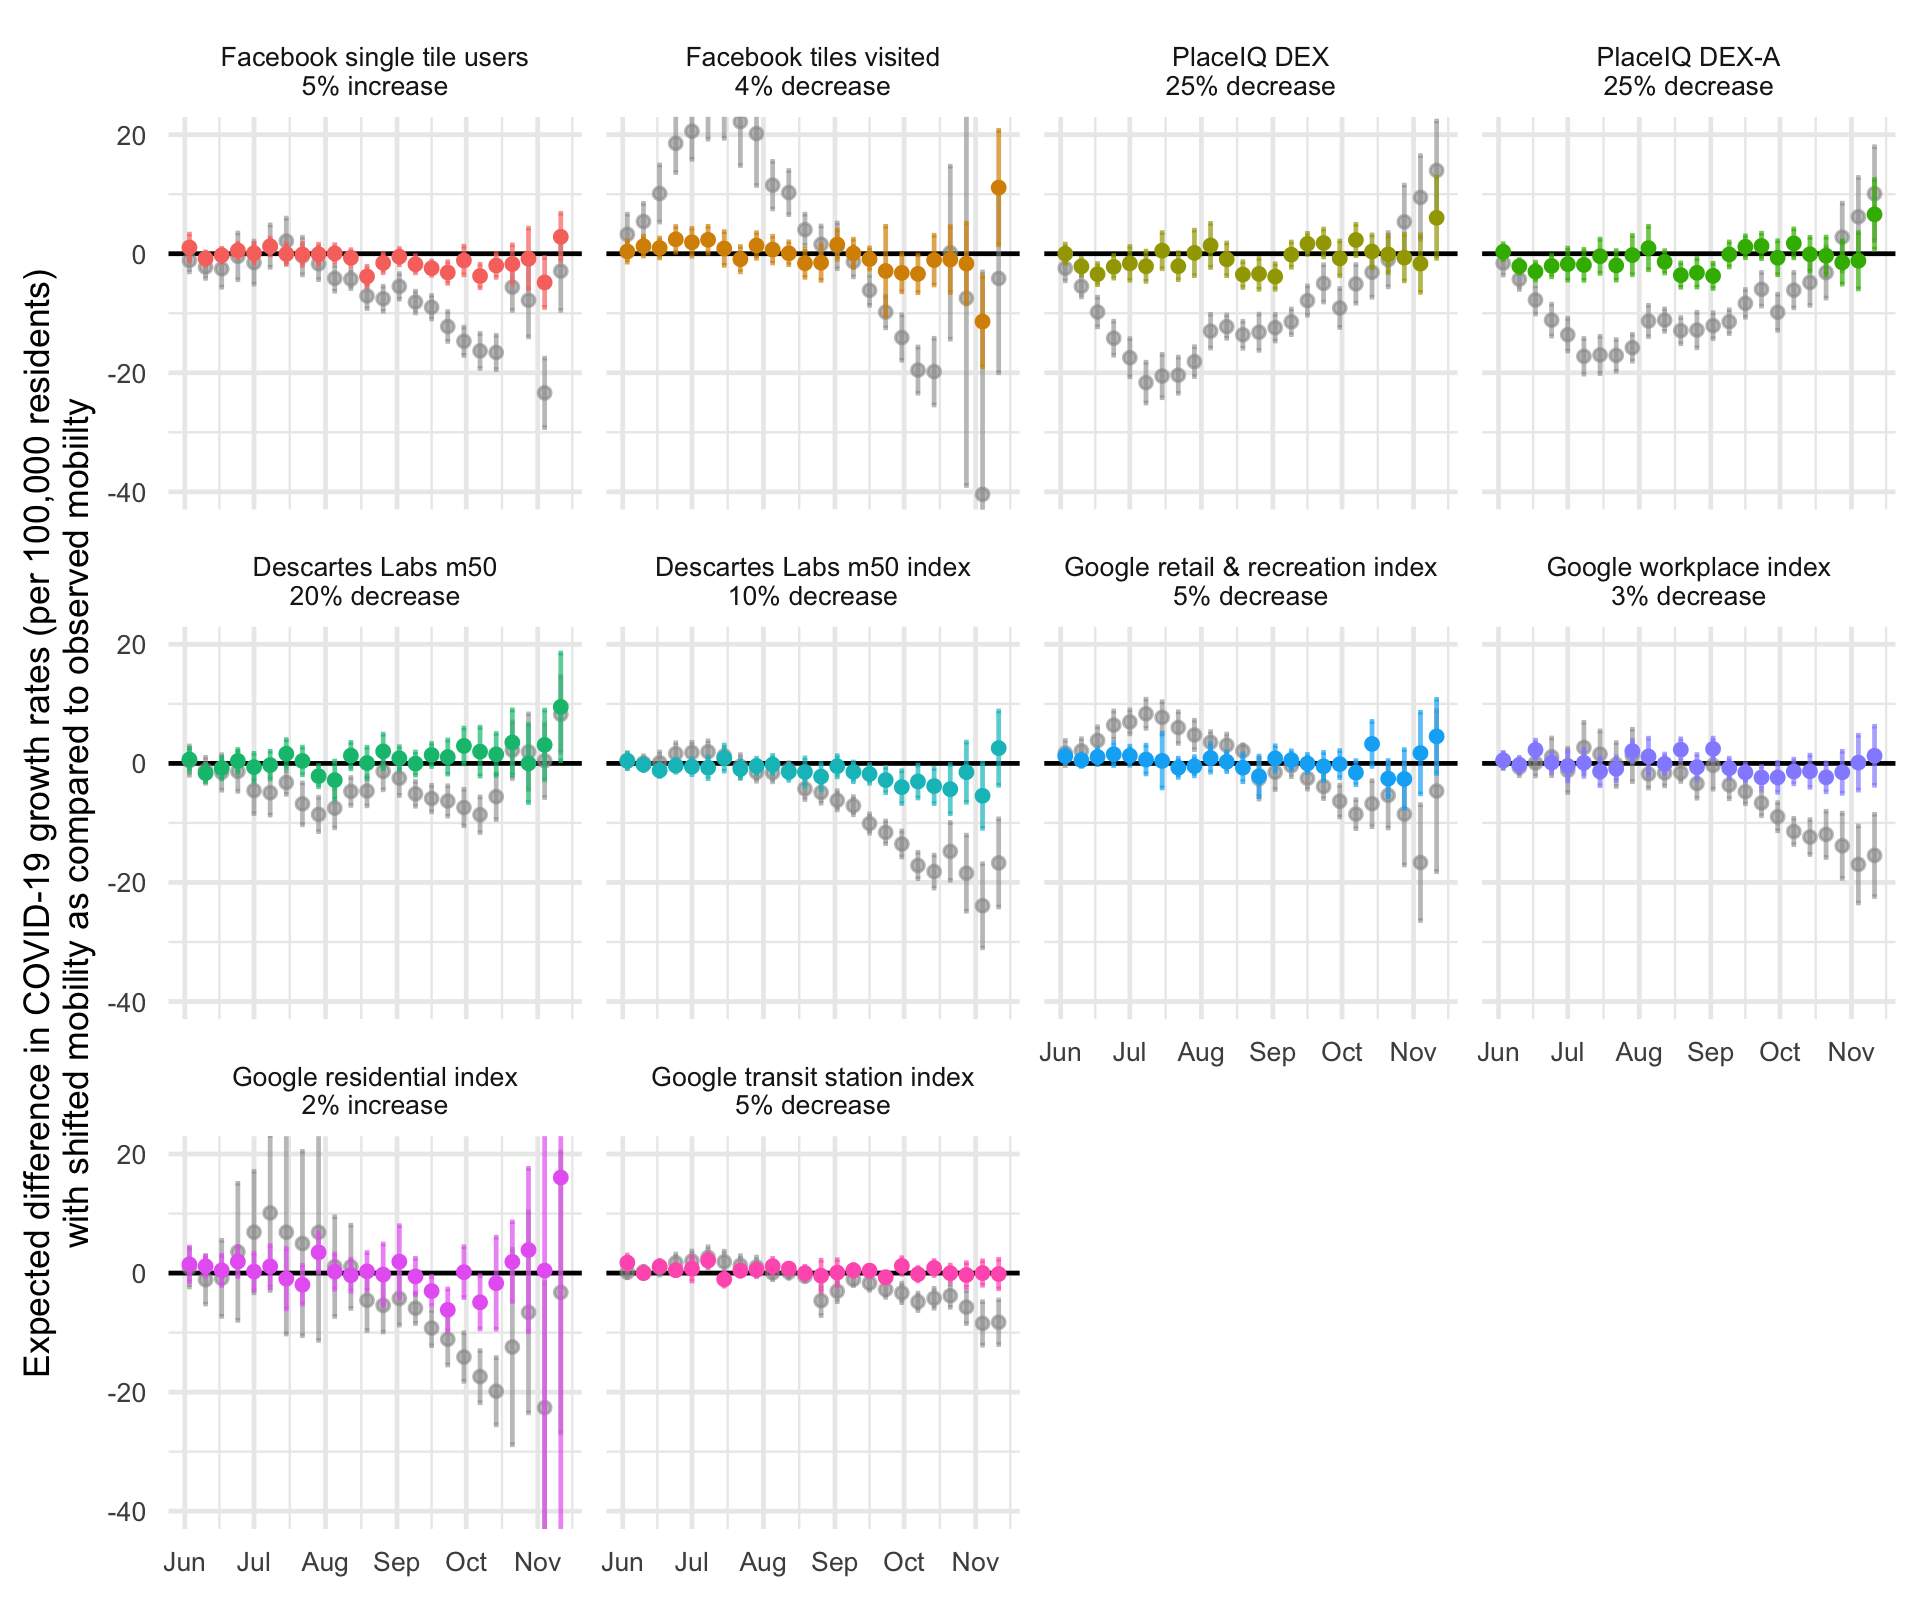 Expected difference in COVID-19 growth rates (per 100,000 residents)
with shifted mobility as compared to observed mobiilty
Facebook single tile users
5% increase
Facebook tiles visited
4% decrease
PlaceIQ DEX
25% decrease
PlaceIQ DEX-A
25% decrease
20
0
-20
-40
Descartes Labs m50
20% decrease
Descartes Labs m50 index
10% decrease
Google retail & recreation index
5% decrease
Google workplace index
3% decrease
20
0
-20
-40
Jun Jul Aug Sep Oct Nov
Jun Jul Aug Sep Oct Nov
Google residential index
2% increase
Google transit station index
5% decrease
20
0
-20
-40
Jun Jul Aug Sep Oct Nov
Jun Jul Aug Sep Oct Nov